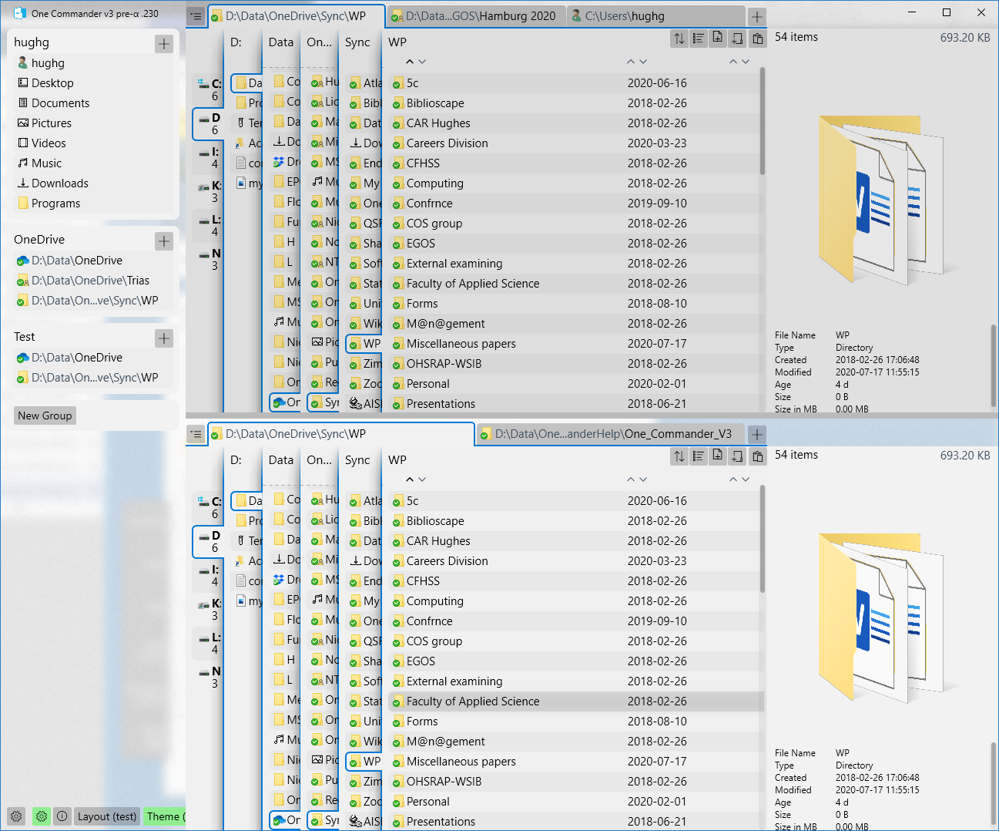 One Commander v3 pre-α .230
hughg
hughg
Desktop
Documents
Pictures
Videos
Music
Downloads
Programs
OneDrive
D:\Data\OneDrive
D:\Data\OneDrive\Trias
D:\Data\On...ve\Sync\WP
Test
D:\Data\OneDrive
D:\Data\On...ve\Sync\WP
New Group
Layout (test)
Theme (
D:\Data\OneDrive\Sync\WP
D:\Data...GOS\Hamburg 2020
C:\Users\hughg
D:
Data
On...
Sync
WP
C:
6
D
6
I:
4
K:
3
L:
4
N
3
Da
Pro
Ter
Ac
co
my
Co
Co
Da
Do
Dr
EP
Flo
Fu
H
L
Me
MS
Mu
Nic
Nic
On
On
Hu
Lic
Ma
Mi
MS
Mu
Mu
Nic
No
NT
On
On
On
Pic
Pu
Re
Syr
Atla
Bib
Dat
Dov
End
My
One
QSF
Sha
Sof
Stat
Uni
Wik
WP
Zim
Zoc
AISI
5c 2020-06-16
Biblioscape 2018-02-26
CAR Hughes 2018-02-26
Careers Division 2020-03-23
CFHSS 2018-02-26
Computing 2018-02-26
Confrnce 2019-09-10
COS group 2018-02-26
EGOS 2018-02-26
External examining 2018-02-26
Faculty of Applied Science 2018-02-26
Forms 2018-08-10
M@n@gement 2018-02-26
Miscellaneous papers 2020-07-17
OHSRAP-WSIB 2018-02-26
Personal 2020-02-01
Presentations 2018-06-21
54 items 693.20 KB
File Name WP
Type Directory
Created 2018-02-26 17:06:48
Modified 2020-07-17 11:55:15
Age 4 d
Size 0 B
Size in MB 0.00 MB
D:\Data\OneDrive\Sync\WP
D:\Data\One...anderHelp\One_Commander_V3
D:
Data
On...
Sync
WP
C:
6
D
6
I:
4
K:
3
L:
4
N
3
Da
Pro
Ter
Ac
co
my
Co
Co
Da
Do
Dr
EP
Flo
Fu
H
L
Me
MS
Mu
Nic
Nic
On
On
Hu
Lic
Ma
Mi
MS
Mu
Mu
Nic
No
NT
On
On
On
Pic
Pu
Re
Syr
Atla
Bib
Dat
Dov
End
My
One
QSF
Sha
Sof
Stat
Uni
Wik
WP
Zim
Zoc
AISI
5c 2020-06-16
Biblioscape 2018-02-26
CAR Hughes 2018-02-26
Careers Division 2020-03-23
CFHSS 2018-02-26
Computing 2018-02-26
Confrnce 2019-09-10
COS group 2018-02-26
EGOS 2018-02-26
External examining 2018-02-26
Faculty of Applied Science 2018-02-26
Forms 2018-08-10
M@n@gement 2018-02-26
Miscellaneous papers 2020-07-17
OHSRAP-WSIB 2018-02-26
Personal 2020-02-01
Presentations 2018-06-21
54 items 693.20 KB
File Name WP
Type Directory
Created 2018-02-26 17:06:48
Modified 2020-07-17 11:55:15
Age 4 d
Size 0 B
Size in MB 0.00 MB